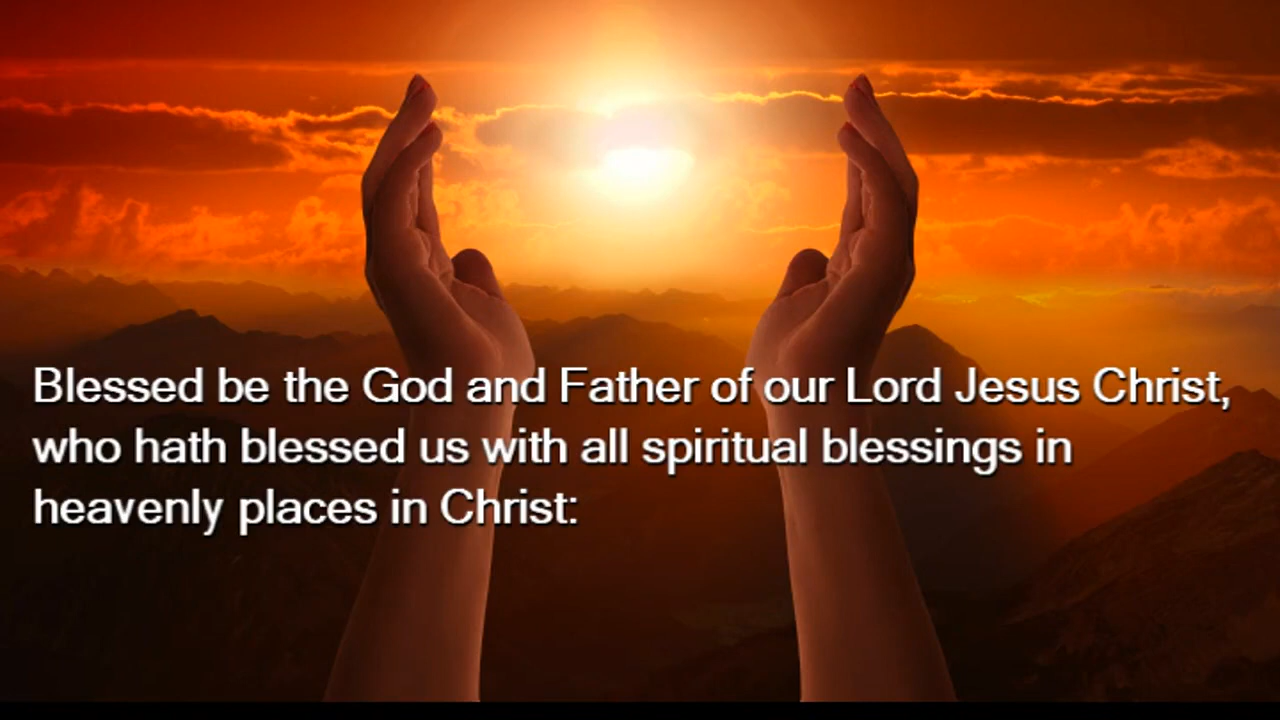 Blessed be the God and Father of our Lord Jesus Christ,
who hath blessed us with all spiritual blessings in
heavenly places in Christ: